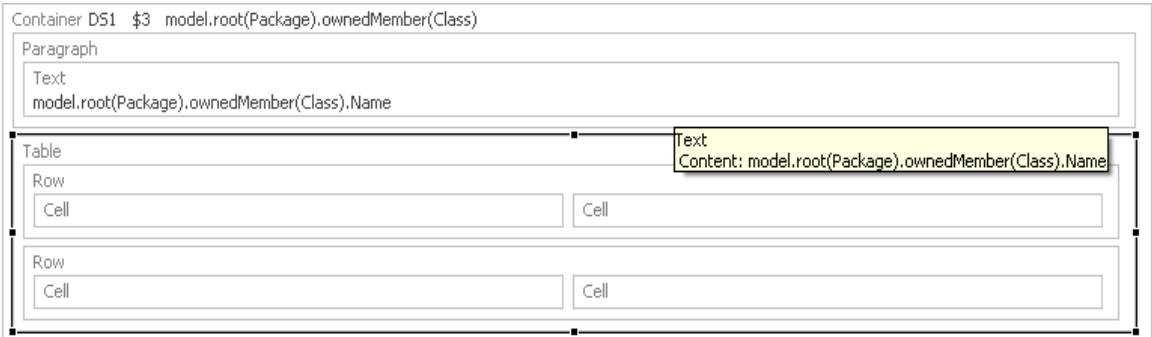 Container DS1 $3 model.root(Package).ownedMember(Class)
Paragraph
Text
model.root(Package).ownedMember(Class).Name
Table
Text
Content: model.root(Package).ownedMember(Class).Name
Row
Cell Cell
Row
Cell Cell